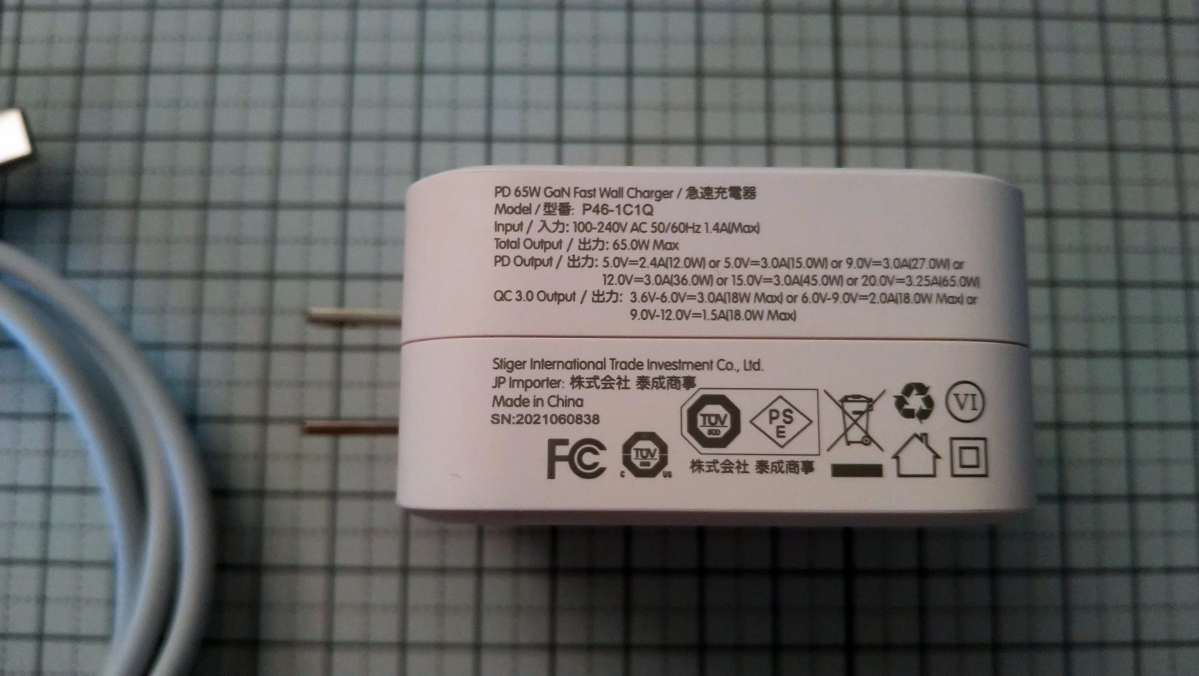 PD 65W GaN Fast Wall Charger / 急速充電器
Model / 型番: P46-1C1Q
Input / 入力: 100-240V AC 50/60Hz 1.4A(Max)
Total Output / 出力: 65.0W Max
PD Output / 出力: 5.0V=2.4A(12.0W) or 5.0V=3.0A(15.0W) or 9.0V=3.0A(27.0W) or
12.0V=3.0A(36.0W) or 15.0V=3.0A(45.0W) or 20.0V=3.25A(65.0W)
QC 3.0 Output / 出力: 3.6V-6.0V=3.0A(18W Max) or 6.0V-9.0V=2.0A(18.0W Max) or
9.0V-12.0V=1.5A(18.0W Max)
Stiger International Trade Investment Co., Ltd.
JP Importer: 株式会社 泰成商事
Made in China
SN:2021060838
FC
TÜV
C US
TÜV
PS
E
株式会社 泰成商事
VI